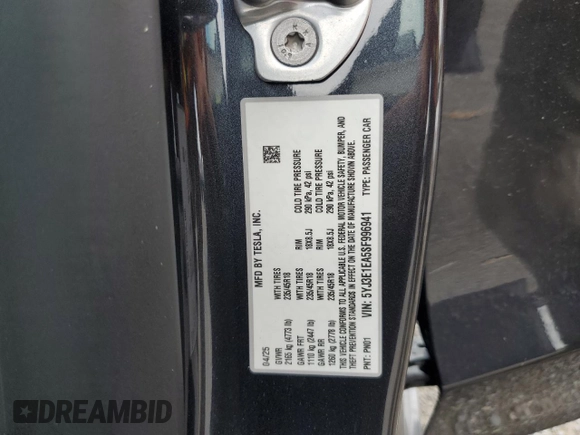 MFD BY TESLA, INC.
04/25
GVWR
2165 kg (4773 lb)
WITH TIRES
235/45R18
COLD TIRE PRESSURE
290 kPa, 42 psi
GAWR FRT
1110 kg (2447 lb)
WITH TIRES
235/45R18
RIM
18X8.5J
COLD TIRE PRESSURE
290 kPa, 42 psi
GAWR RR
1260 kg (2778 lb)
WITH TIRES
235/45R18
RIM
18X8.5J
THIS VEHICLE CONFORMS TO ALL APPLICABLE U.S. FEDERAL MOTOR VEHICLE SAFETY, BUMPER, AND
THEFT PREVENTION STANDARDS IN EFFECT ON THE DATE OF MANUFACTURE SHOWN ABOVE.
VIN: 5YJ3E1EA5SF996941
TYPE: PASSENGER CAR
PNT: PN01
DREAMBID